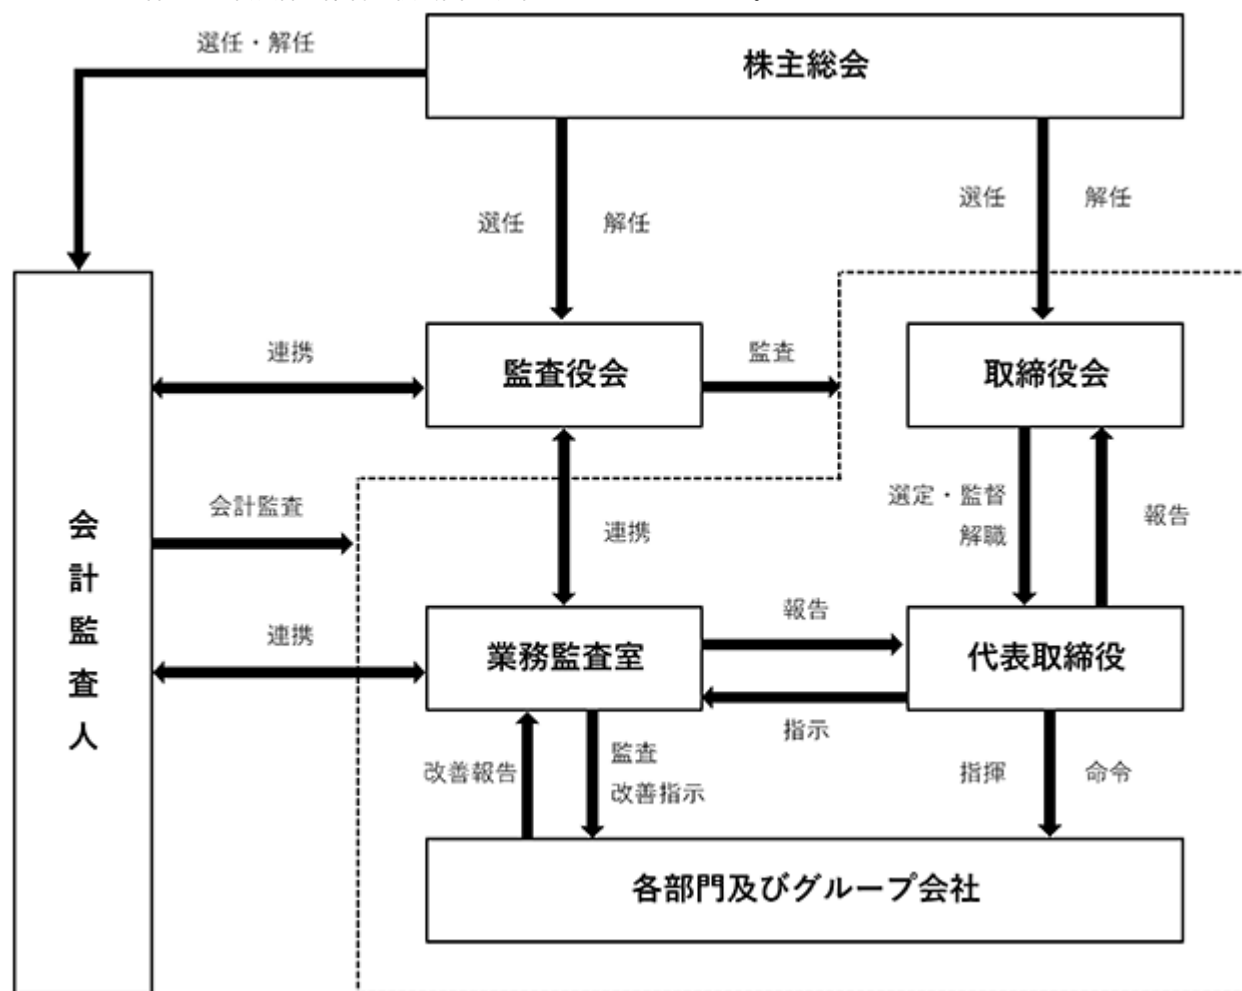 選任・解任
株主総会
選任
解任
選任
解任
連携
監査役会
監査
取締役会
会計監査人
会計監査
連携
選定・監督
解職
報告
連携
業務監査室
報告
指示
代表取締役
改善報告
監査
改善指示
指揮
命令
各部門及びグループ会社